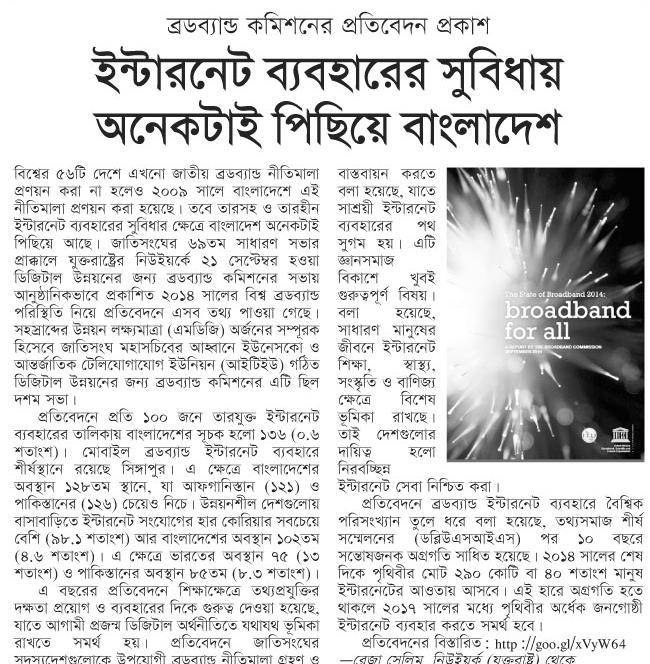 ব্রডব্যান্ড কমিশনের প্রতিবেদন প্রকাশ
ইন্টারনেট ব্যবহারের সুবিধায়
অনেকটাই পিছিয়ে বাংলাদেশ
বিশ্বের ৫৬টি দেশে এখনো জাতীয় ব্রডব্যান্ড নীতিমালা
প্রণয়ন করা না হলেও ২০০৯ সালে বাংলাদেশে এই
নীতিমালা প্রণয়ন করা হয়েছে। তবে তারসহ ও তারহীন
ইন্টারনেট ব্যবহারের সুবিধার ক্ষেত্রে বাংলাদেশ অনেকটাই
পিছিয়ে আছে। জাতিসংঘের ৬৯তম সাধারণ সভার
প্রাক্কালে যুক্তরাষ্ট্রের নিউইয়র্কে ২১ সেপ্টেম্বর হওয়া
ডিজিটাল উন্নয়নের জন্য ব্রডব্যান্ড কমিশনের সভায়
আনুষ্ঠানিকভাবে প্রকাশিত ২০১৪ সালের বিশ্ব ব্রডব্যান্ড
পরিস্থিতি নিয়ে প্রতিবেদনে এসব তথ্য পাওয়া গেছে।
সহস্রাব্দের উন্নয়ন লক্ষ্যমাত্রা (এমডিজি) অর্জনের সম্পূরক
হিসেবে জাতিসংঘ মহাসচিবের আহ্বানে ইউনেসকো ও
আন্তর্জাতিক টেলিযোগাযোগ ইউনিয়ন (আইটিইউ) গঠিত
ডিজিটাল উন্নয়নের জন্য ব্রডব্যান্ড কমিশনের এটি ছিল
দশম সভা।
প্রতিবেদনে প্রতি ১০০ জনে তারযুক্ত ইন্টারনেট
ব্যবহারের তালিকায় বাংলাদেশের সূচক হলো ১৩৬ (০.৬
শতাংশ)। মোবাইল ব্রডব্যান্ড ইন্টারনেট ব্যবহারে
শীর্ষস্থানে রয়েছে সিঙ্গাপুর। এ ক্ষেত্রে বাংলাদেশের
অবস্থান ১২৮তম স্থানে, যা আফগানিস্তান (১২১) ও
পাকিস্তানের (১২৬) চেয়েও নিচে। উন্নয়নশীল দেশগুলোয়
বাসাবাড়িতে ইন্টারনেট সংযোগের হার কোরিয়ার সবচেয়ে
বেশি (৯৮.১ শতাংশ) আর বাংলাদেশের অবস্থান ১০২তম
(৪.৬ শতাংশ)। এ ক্ষেত্রে ভারতের অবস্থান ৭৫ (১৩
শতাংশ) ও পাকিস্তানের অবস্থান ৮৫তম (৮.৩ শতাংশ)।
এ বছরের প্রতিবেদনে শিক্ষাক্ষেত্রে তথ্যপ্রযুক্তির
দক্ষতা প্রয়োগ ও ব্যবহারের দিকে গুরুত্ব দেওয়া হয়েছে,
যাতে আগামী প্রজন্ম ডিজিটাল অর্থনীতিতে যথাযথ ভূমিকা
রাখতে সমর্থ হয়। প্রতিবেদনে জাতিসংঘের
সদস্যদেশগুলোকে উপযোগী ব্রডব্যান্ড নীতিমালা গ্রহণ ও
বাস্তবায়ন করতে
বলা হয়েছে, যাতে
সাশ্রয়ী ইন্টারনেট
ব্যবহারের পথ
সুগম হয়। এটি
জ্ঞানসমাজ
বিকাশে খুবই
গুরুত্বপূর্ণ বিষয়।
বলা হয়েছে,
সাধারণ মানুষের
জীবনে ইন্টারনেট
শিক্ষা, স্বাস্থ্য,
সংস্কৃতি ও বাণিজ্য
ক্ষেত্রে বিশেষ
ভূমিকা রাখছে।
তাই দেশগুলোর
দায়িত্ব হলো
নিরবচ্ছিন্ন
ইন্টারনেট সেবা নিশ্চিত করা।
The State of Broadband 2014:
broadband
for all
A REPORT BY THE BROADBAND COMMISSION
SEPTEMBER 2014
প্রতিবেদনে ব্রডব্যান্ড ইন্টারনেট ব্যবহারে বৈশ্বিক
পরিসংখ্যান তুলে ধরে বলা হয়েছে, তথ্যসমাজ শীর্ষ
সম্মেলনের (ডব্লিউএসআইএস) পর ১০ বছরে
সন্তোষজনক অগ্রগতি সাধিত হয়েছে। ২০১৪ সালের শেষ
দিকে পৃথিবীর মোট ২৯০ কোটি বা ৪০ শতাংশ মানুষ
ইন্টারনেটের আওতায় আসবে। এই হারে অগ্রগতি হতে
থাকলে ২০১৭ সালের মধ্যে পৃথিবীর অর্ধেক জনগোষ্ঠী
ইন্টারনেট ব্যবহার করতে সমর্থ হবে।
প্রতিবেদনের বিস্তারিত : http://goo.gl/xVyW64
—রেজা সেলিম, নিউইয়র্ক (যুক্তরাষ্ট্র) থেকে